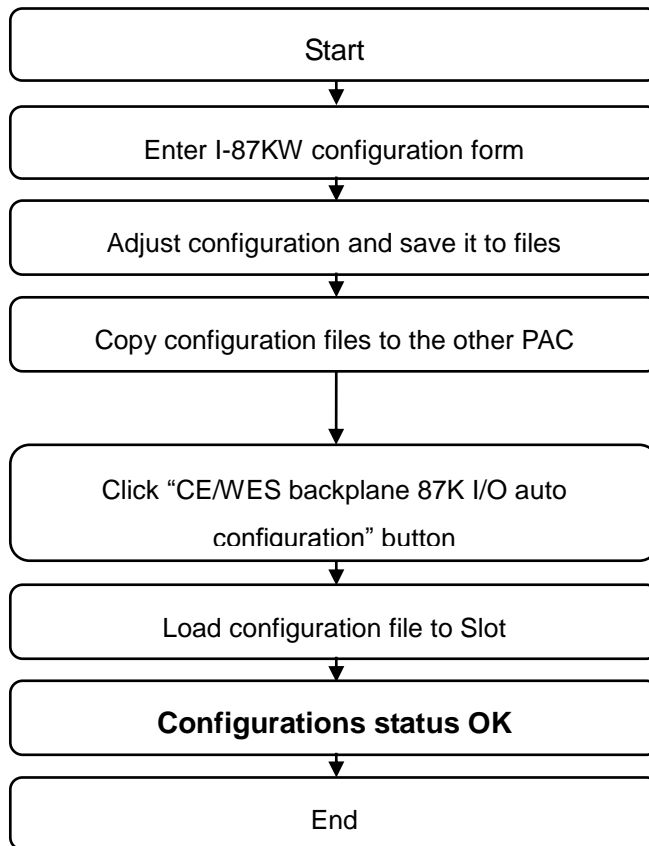 Start
Enter I-87KW configuration form
Adjust configuration and save it to files
Copy configuration files to the other PAC
Click “CE/WES backplane 87K I/O auto
configuration” button
Load configuration file to Slot
Configurations status OK
End